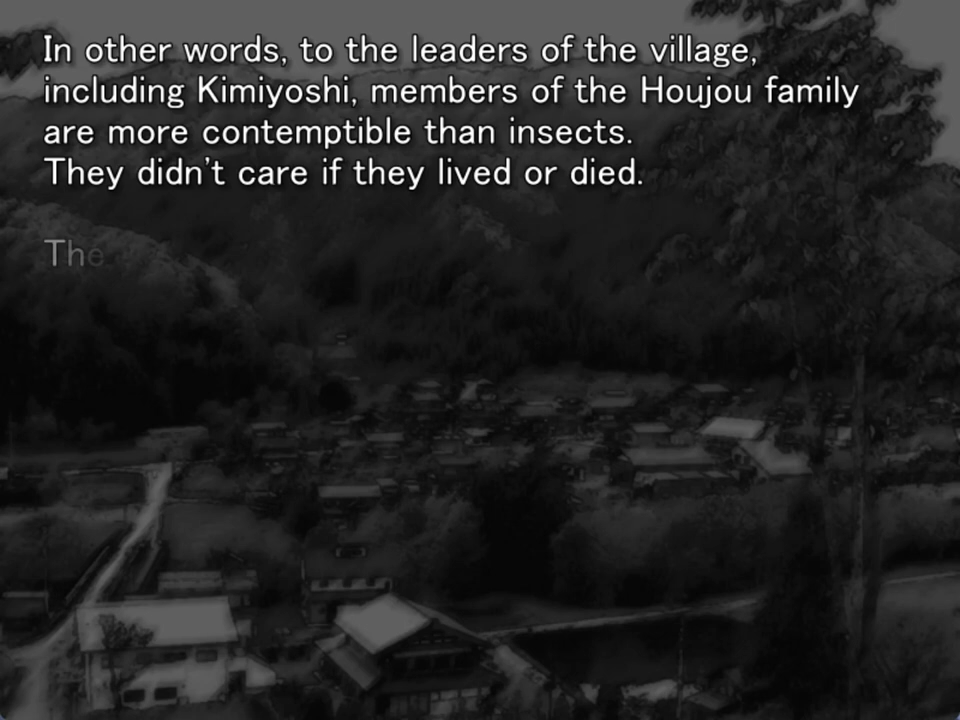 In other words, to the leaders of the village,
including Kimiyoshi, members of the Houjou family
are more contemptible than insects.
They didn't care if they lived or died.
The